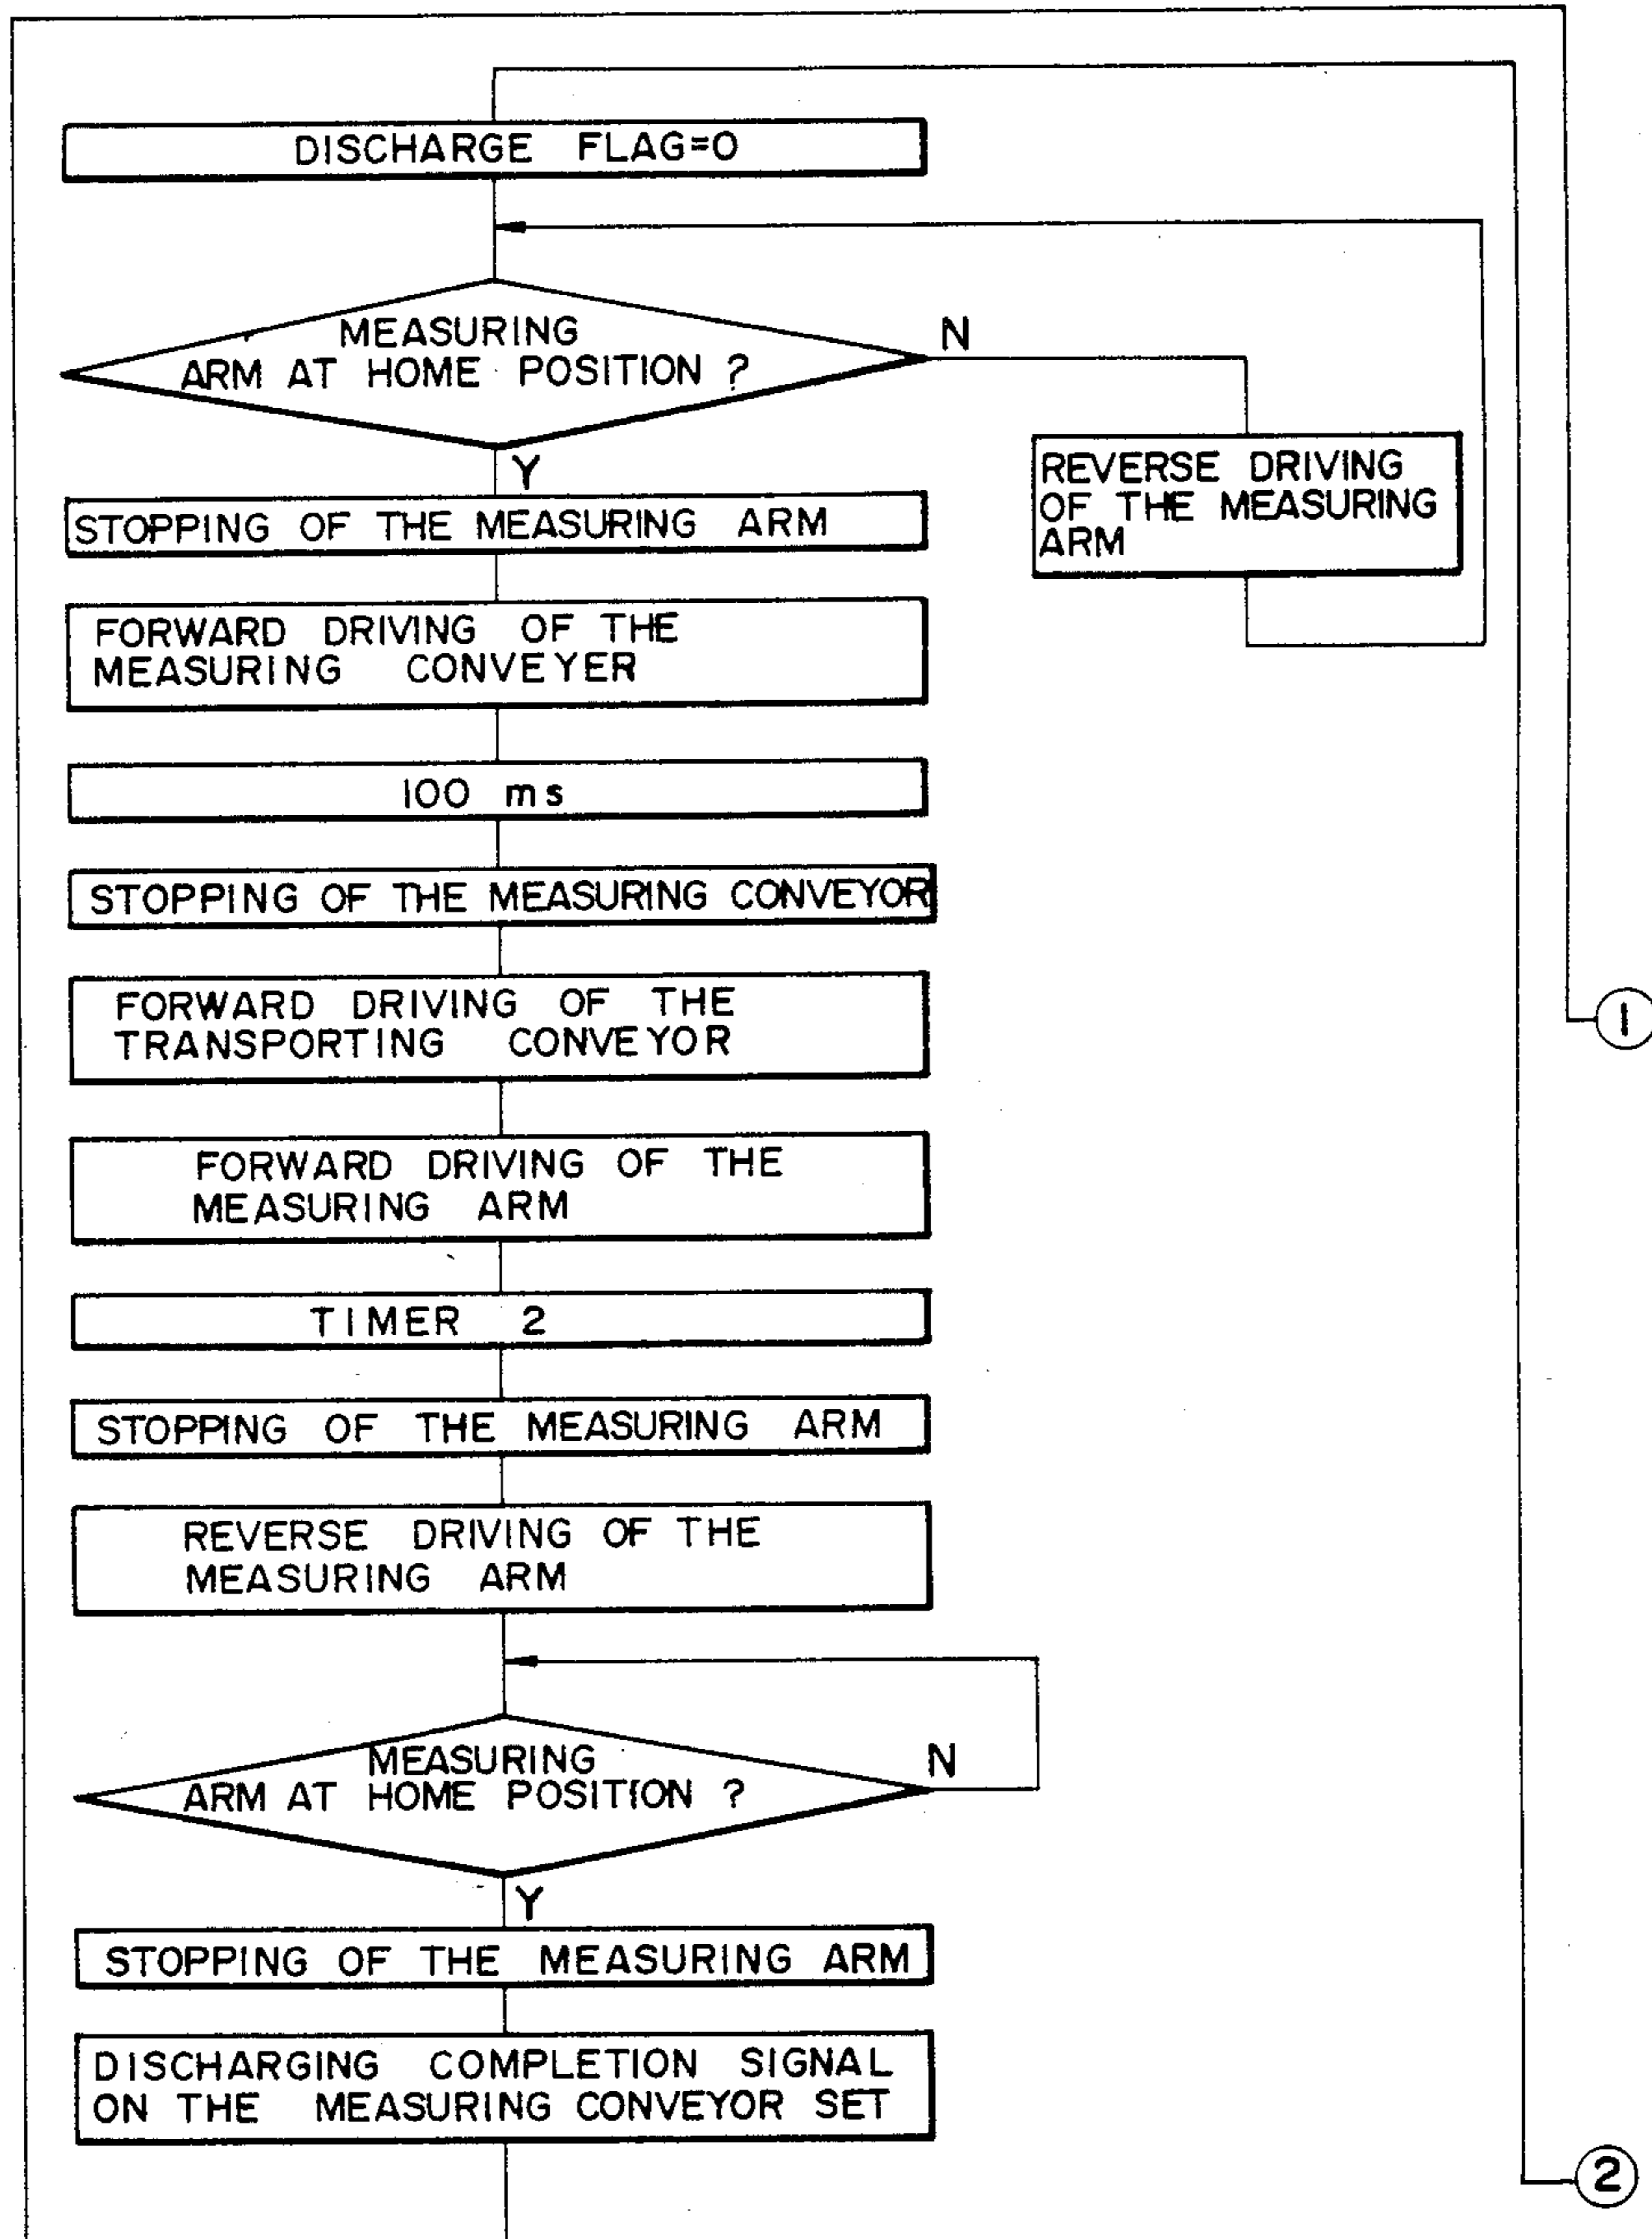 DISCHARGE FLAG=0
MEASURING
ARM AT HOME POSITION ?
N
Y
REVERSE DRIVING
OF THE MEASURING
ARM
STOPPING OF THE MEASURING ARM
FORWARD DRIVING OF THE
MEASURING CONVEYER
100 ms
STOPPING OF THE MEASURING CONVEYOR
FORWARD DRIVING OF THE
TRANSPORTING CONVEYOR
1
FORWARD DRIVING OF THE
MEASURING ARM
TIMER 2
STOPPING OF THE MEASURING ARM
REVERSE DRIVING OF THE
MEASURING ARM
MEASURING
ARM AT HOME POSITION ?
N
Y
STOPPING OF THE MEASURING ARM
DISCHARGING COMPLETION SIGNAL
ON THE MEASURING CONVEYOR SET
2